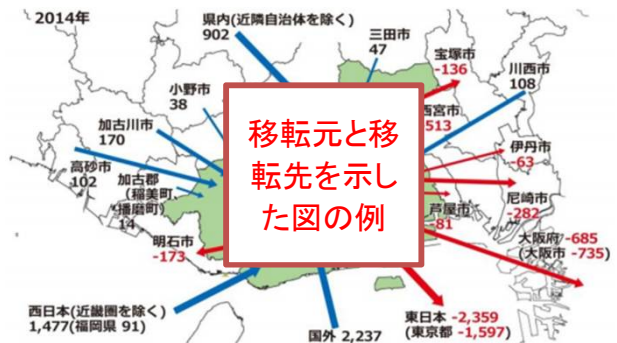 2014年
県内(近隣自治体を除く)
902
三田市
47
宝塚市
-136
川西市
108
小野市
38
西宮市
513
加古川市
170
伊丹市
-63
高砂市
102
加古郡
(稲美町、
播磨町)
14
芦屋市
-81
尼崎市
-282
明石市
-173
大阪府 -685
(大阪市 -735)
移転元と移
転先を示し
た図の例
西日本(近畿圏を除く)
1,477(福岡県 91)
国外 2,237
東日本 -2,359
(東京都 -1,597)